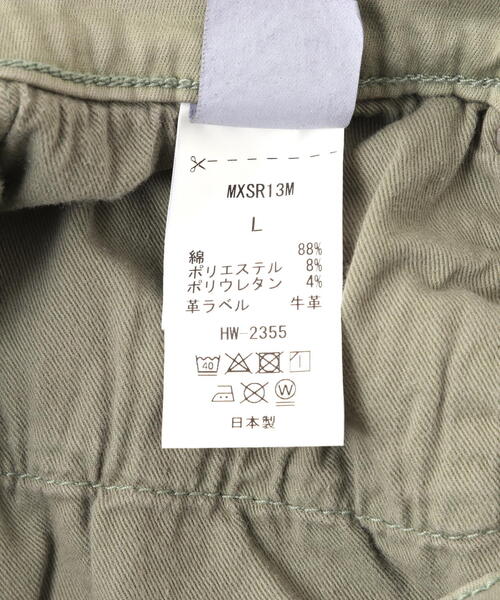 MXSR13M
L
綿 88%
ポリエステル 8%
ポリウレタン 4%
革ラベル 牛革
HW-2355
40
W
日本製